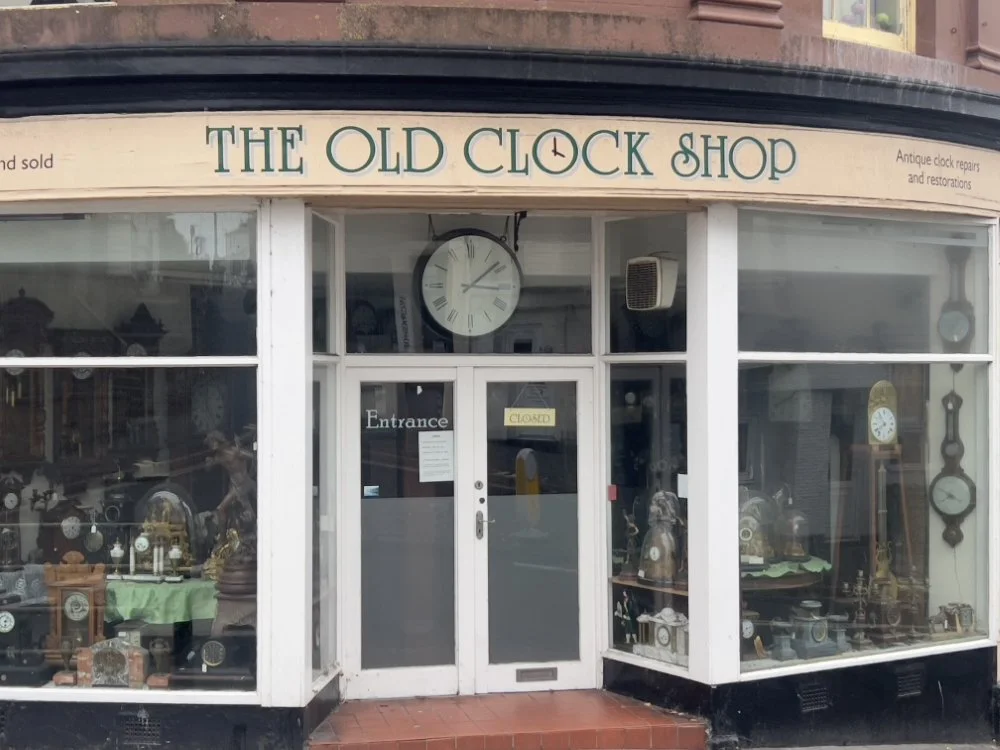 nd sold
THE OLD CLOCK SHOP
Antique clock repairs
and restorations
Entrance
CLOSED